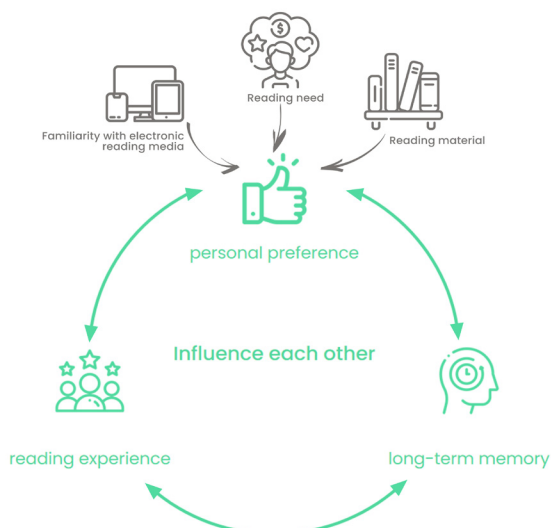 Reading need
Familiarity with electronic
reading media
Reading material
personal preference
Influence each other
reading experience
long-term memory